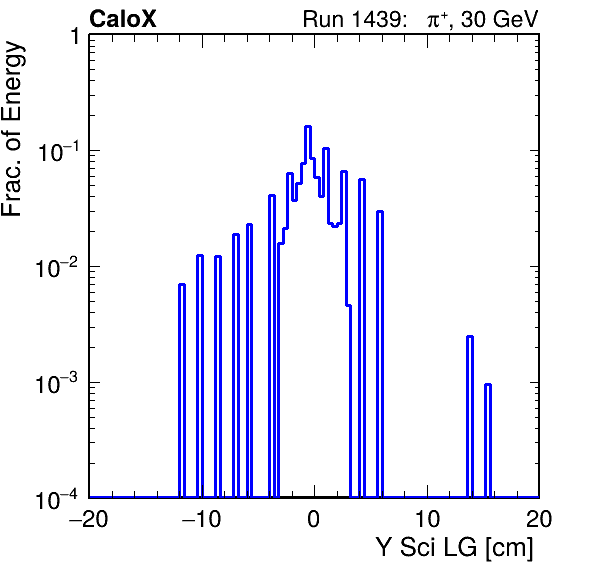 CaloX Run 1439: π⁺, 30 GeV
Frac. of Energy
1
10⁻¹
10⁻²
10⁻³
10⁻⁴
−20 −10 0 10 20
Y Sci LG [cm]